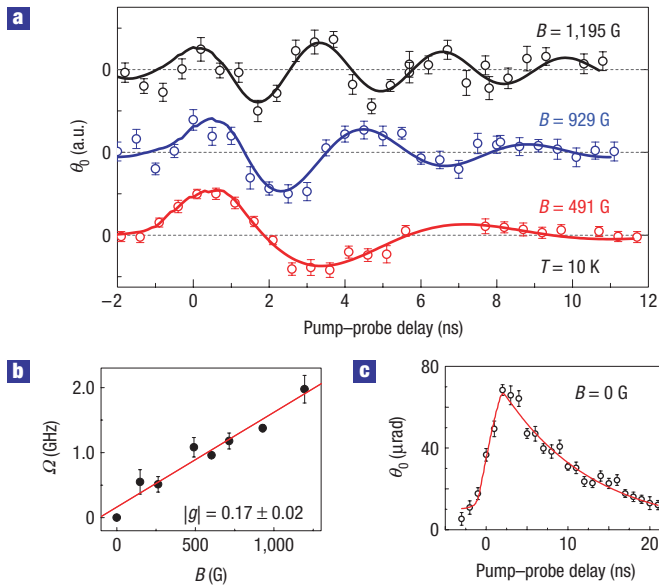 a
B = 1,195 G
B = 929 G
B = 491 G
T = 10 K
0
0
0
θ0 (a.u.)
−2 0 2 4 6 8 10 12
Pump–probe delay (ns)
b
2.0
1.0
0
Ω (GHz)
|g| = 0.17 ± 0.02
0 500 1,000
B (G)
c
B = 0 G
80
40
0
θ0 (μrad)
0 10 20
Pump–probe delay (ns)